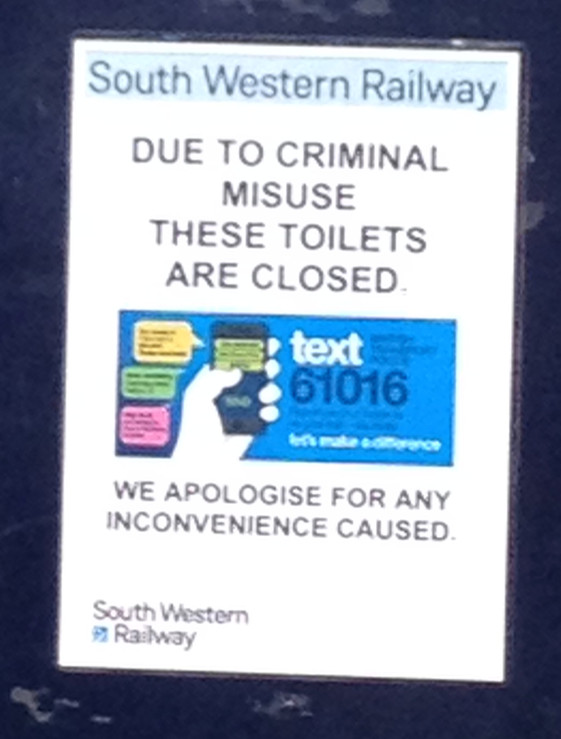 South Western Railway
DUE TO CRIMINAL
MISUSE
THESE TOILETS
ARE CLOSED.
text
61016
let's make a difference
WE APOLOGISE FOR ANY
INCONVENIENCE CAUSED.
South Western
Railway